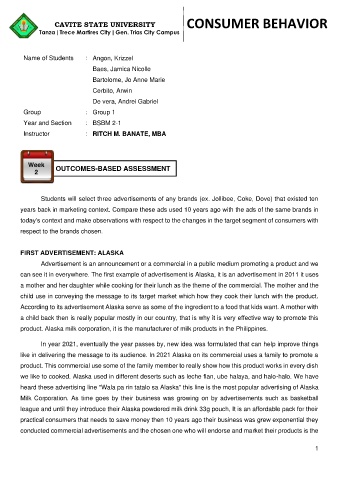 CAVITE STATE UNIVERSITY
Tanza | Trece Martires City | Gen. Trias City Campus
CONSUMER BEHAVIOR
Name of Students : Angon, Krizzel
Baes, Jamica Nicolle
Bartolome, Jo Anne Marie
Cerbito, Arwin
De vera, Andrei Gabriel
Group : Group 1
Year and Section : BSBM 2-1
Instructor : RITCH M. BANATE, MBA
Week
2
OUTCOMES-BASED ASSESSMENT
Students will select three advertisements of any brands (ex. Jollibee, Coke, Dove) that existed ten
years back in marketing context. Compare these ads used 10 years ago with the ads of the same brands in
today's context and make observations with respect to the changes in the target segment of consumers with
respect to the brands chosen.
FIRST ADVERTISEMENT: ALASKA
Advertisement is an announcement or a commercial in a public medium promoting a product and we
can see it in everywhere. The first example of advertisement is Alaska, it is an advertisement in 2011 it uses
a mother and her daughter while cooking for their lunch as the theme of the commercial. The mother and the
child use in conveying the message to its target market which how they cook their lunch with the product.
According to its advertisement Alaska serve as some of the ingredient to a food that kids want. A mother with
a child back then is really popular mostly in our country, that is why it is very effective way to promote this
product. Alaska milk corporation, it is the manufacturer of milk products in the Philippines.
In year 2021, eventually the year passes by, new idea was formulated that can help improve things
like in delivering the message to its audience. In 2021 Alaska on its commercial uses a family to promote a
product. This commercial use some of the family member to really show how this product works in every dish
we like to cooked. Alaska used in different deserts such as leche flan, ube halaya, and halo-halo. We have
heard these advertising line "Wala pa rin tatalo sa Alaska" this line is the most popular advertising of Alaska
Milk Corporation. As time goes by their business was growing on by advertisements such as basketball
league and until they introduce their Alaska powdered milk drink 33g pouch. It is an affordable pack for their
practical consumers that needs to save money then 10 years ago their business was grew exponential they
conducted commercial advertisements and the chosen one who will endorse and market their products is the
1